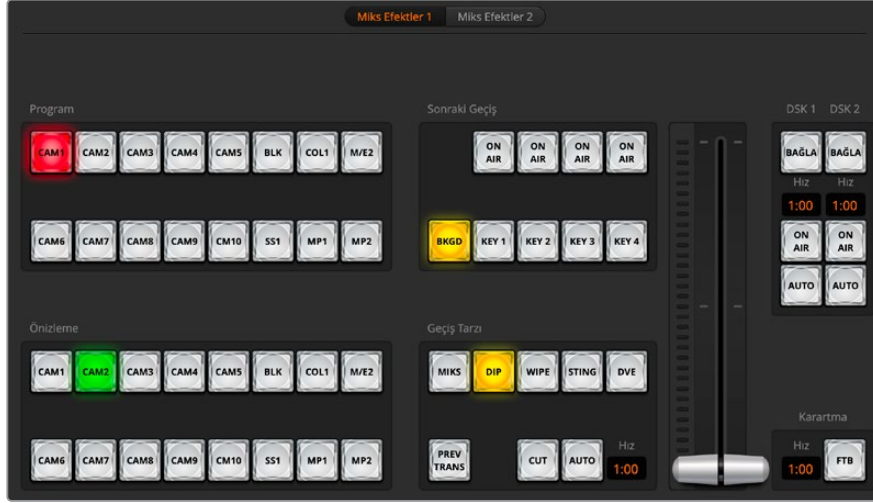 Miks Efektler 1 Miks Efektler 2
Program
CAM1 CAM2 CAM3 CAM4 CAM5 BLK COL1 M/E2
CAM6 CAM7 CAM8 CAM9 CM10 SS1 MP1 MP2
Sonraki Geçiş
ON AIR ON AIR ON AIR ON AIR
BKGD KEY 1 KEY 2 KEY 3 KEY 4
DSK 1 DSK 2
BAĞLA BAĞLA
Hız Hız
1:00 1:00
ON AIR ON AIR
AUTO AUTO
Önizleme
CAM1 CAM2 CAM3 CAM4 CAM5 BLK COL1 M/E2
CAM6 CAM7 CAM8 CAM9 CM10 SS1 MP1 MP2
Geçiş Tarzı
MIKS DIP WIPE STING DVE
PREV TRANS CUT AUTO Hız 1:00
Karartma
Hız
1:00 FTB